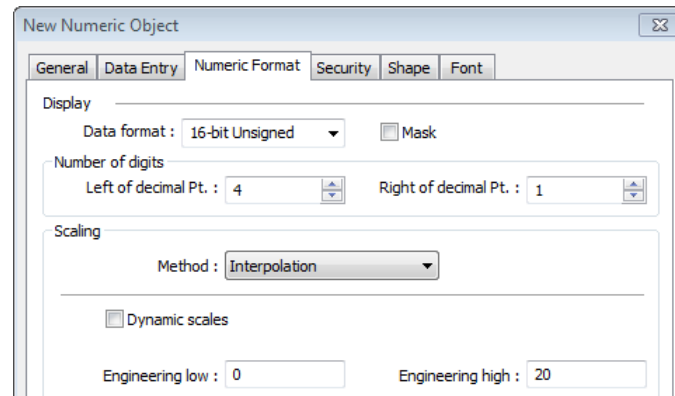 New Numeric Object
General Data Entry Numeric Format Security Shape Font
Display
Data format : 16-bit Unsigned Mask
Number of digits
Left of decimal Pt. : 4 Right of decimal Pt. : 1
Scaling
Method : Interpolation
Dynamic scales
Engineering low : 0 Engineering high : 20